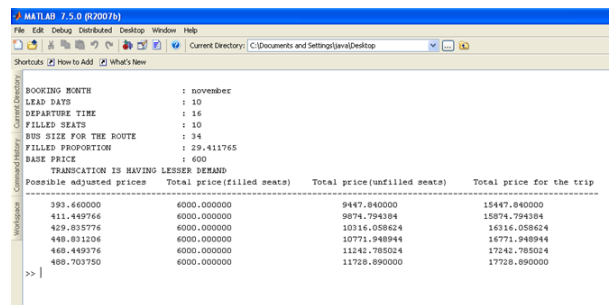 MATLAB 7.5.0 (R2007b)
File Edit Debug Distributed Desktop Window Help
Current Directory: C:\Documents and Settings\java\Desktop
Shortcuts How to Add What's New
Current Directory
Command History
Workspace
BOOKING MONTH : november
LEAD DAYS : 10
DEPARTURE TIME : 16
FILLED SEATS : 10
BUS SIZE FOR THE ROUTE : 34
FILLED PROPORTION : 29.411765
BASE PRICE : 600
TRANSCATION IS HAVING LESSER DEMAND
Possible adjusted prices Total price(filled seats) Total price(unfilled seats) Total price for the trip
393.660000 6000.000000 9447.840000 15447.840000
411.449766 6000.000000 9874.794384 15874.794384
429.835776 6000.000000 10316.058624 16316.058624
448.831206 6000.000000 10771.948944 16771.948944
468.449376 6000.000000 11242.785024 17242.785024
488.703750 6000.000000 11728.890000 17728.890000
>>